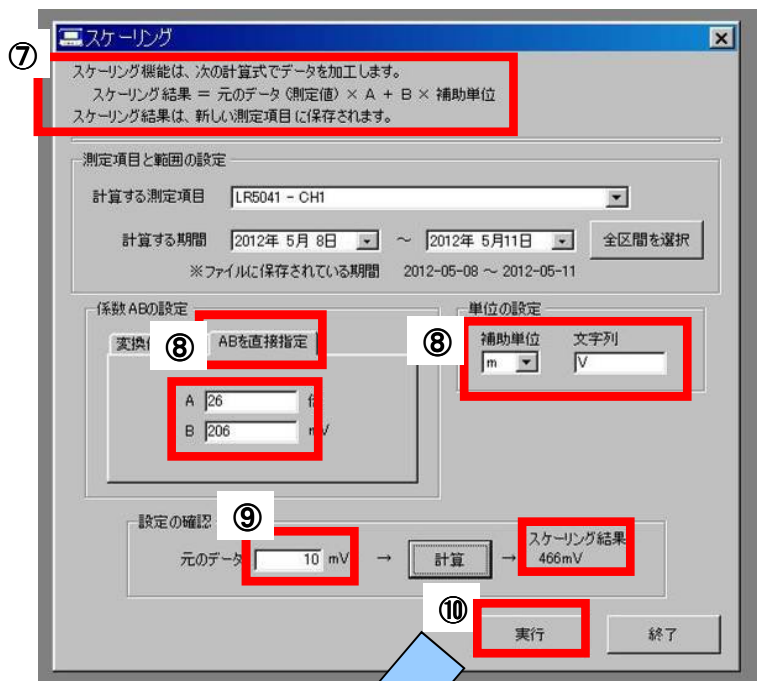 スケーリング
⑦
スケーリング機能は、次の計算式でデータを加工します。
スケーリング結果 = 元のデータ(測定値) × A + B × 補助単位
スケーリング結果は、新しい測定項目に保存されます。
測定項目と範囲の設定
計算する測定項目 LR5041 - CH1
計算する期間 2012年 5月 8日 ~ 2012年 5月11日 全区間を選択
※ファイルに保存されている期間 2012-05-08 ~ 2012-05-11
係数ABの設定
変換 ⑧ ABを直接指定
A 26
B 206
単位の設定
⑧ 補助単位 文字列
m V
設定の確認 ⑨
元のデータ 10 mV → 計算 → スケーリング結果
466mV
⑩
実行 終了